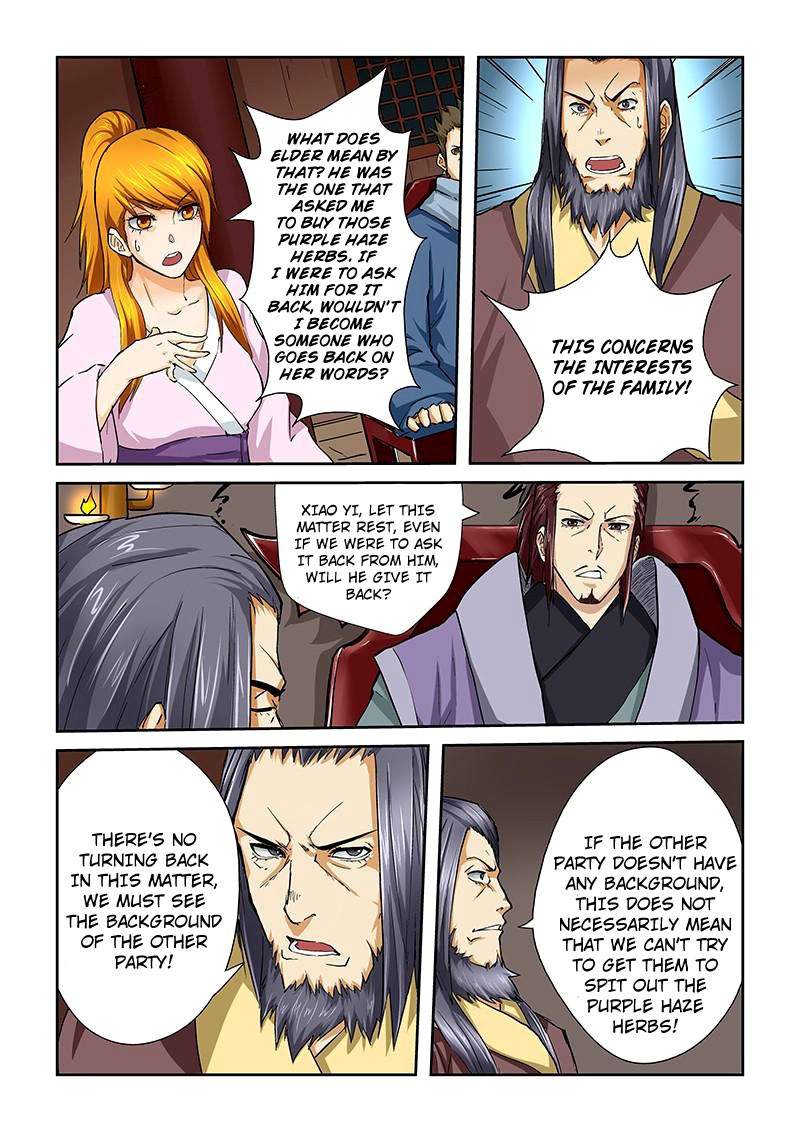 WHAT DOES
ELDER MEAN BY
THAT? HE WAS
THE ONE THAT
ASKED ME
TO BUY THOSE
PURPLE HAZE
HERBS. IF
I WERE TO ASK
HIM FOR IT
BACK, WOULDN'T
I BECOME
SOMEONE WHO
GOES BACK ON
HER WORDS?
THIS CONCERNS
THE INTERESTS
OF THE FAMILY!
XIAO YI, LET THIS
MATTER REST, EVEN
IF WE WERE TO ASK
IT BACK FROM HIM,
WILL HE GIVE IT
BACK?
THERE'S NO
TURNING BACK
IN THIS MATTER,
WE MUST SEE
THE BACKGROUND
OF THE OTHER
PARTY!
IF THE OTHER
PARTY DOESN'T HAVE
ANY BACKGROUND,
THIS DOES NOT
NECESSARILY MEAN
THAT WE CAN'T TRY
TO GET THEM TO
SPIT OUT THE
PURPLE HAZE
HERBS!